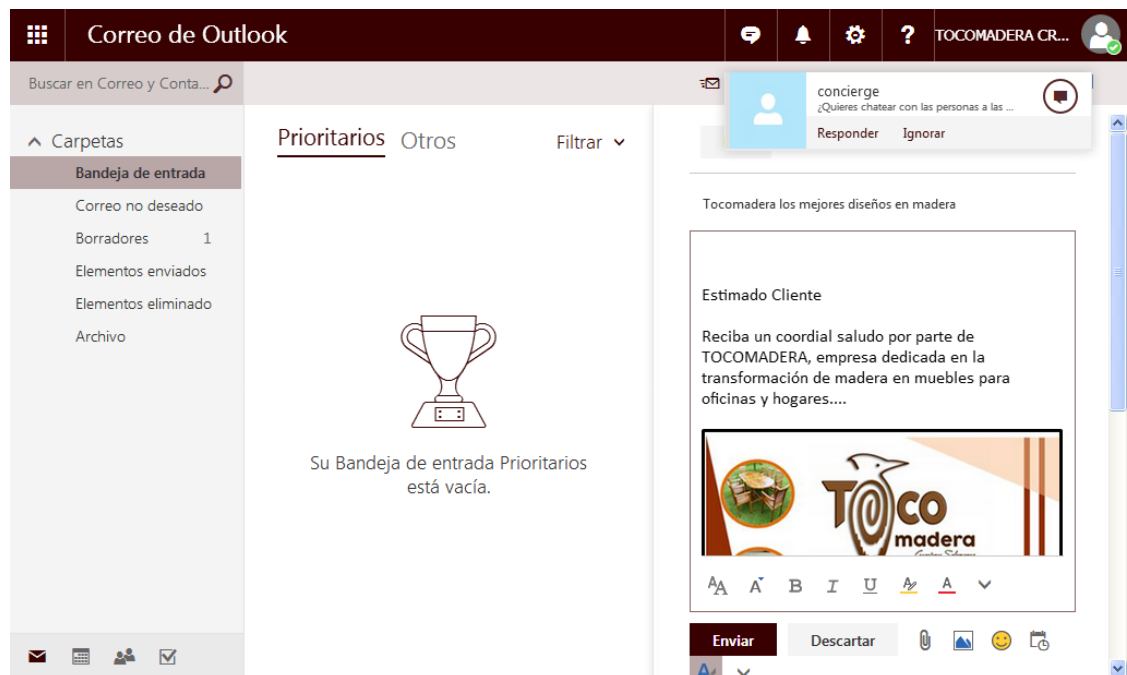 Correo de Outlook
TOCOMADERA CR...
Buscar en Correo y Conta...
concierge
¿Quieres chatear con las personas a las ...
Responder Ignorar
Carpetas
Bandeja de entrada
Correo no deseado
Borradores 1
Elementos enviados
Elementos eliminado
Archivo
Prioritarios Otros Filtrar
Su Bandeja de entrada Prioritarios
está vacía.
Tocomadera los mejores diseños en madera
Estimado Cliente
Reciba un coordial saludo por parte de
TOCOMADERA, empresa dedicada en la
transformación de madera en muebles para
oficinas y hogares....
TOCO
madera
Enviar Descartar